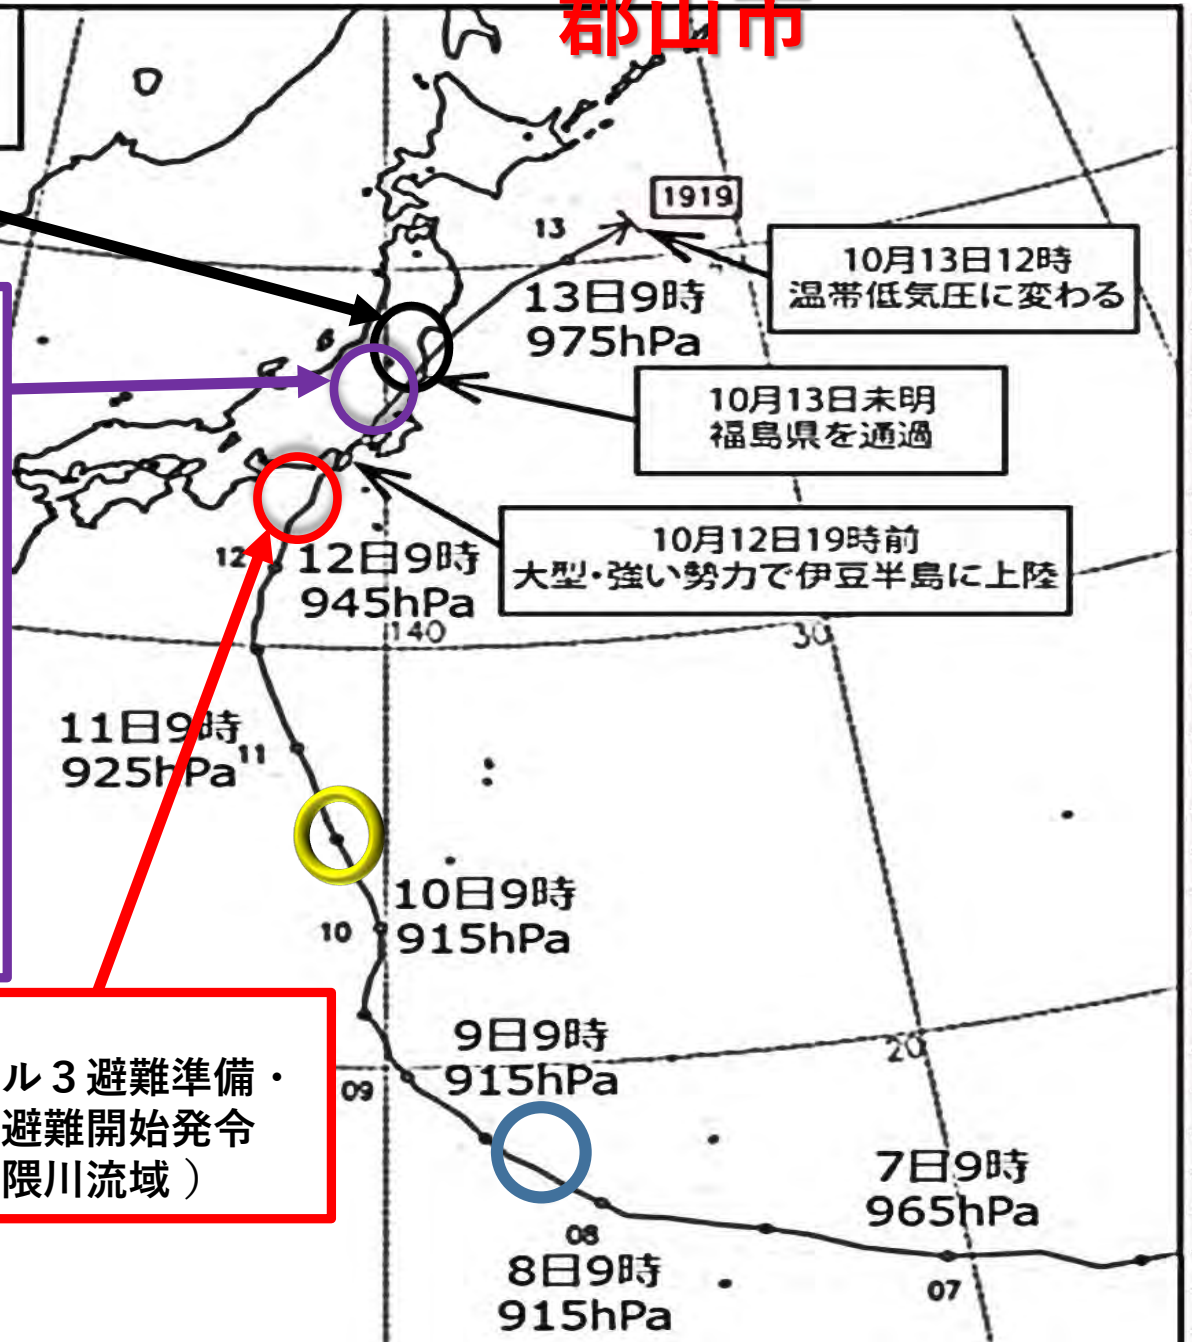 郡山市
1919
13
10月13日12時
温帯低気圧に変わる
13日9時
975hPa
10月13日未明
福島県を通過
10月12日19時前
大型･強い勢力で伊豆半島に上陸
12
12日9時
945hPa
140
30
11日9時
925hPa
11
10日9時
915hPa
10
9日9時
915hPa
09
20
ル３避難準備・
避難開始発令
隈川流域）
7日9時
965hPa
07
08
8日9時
915hPa